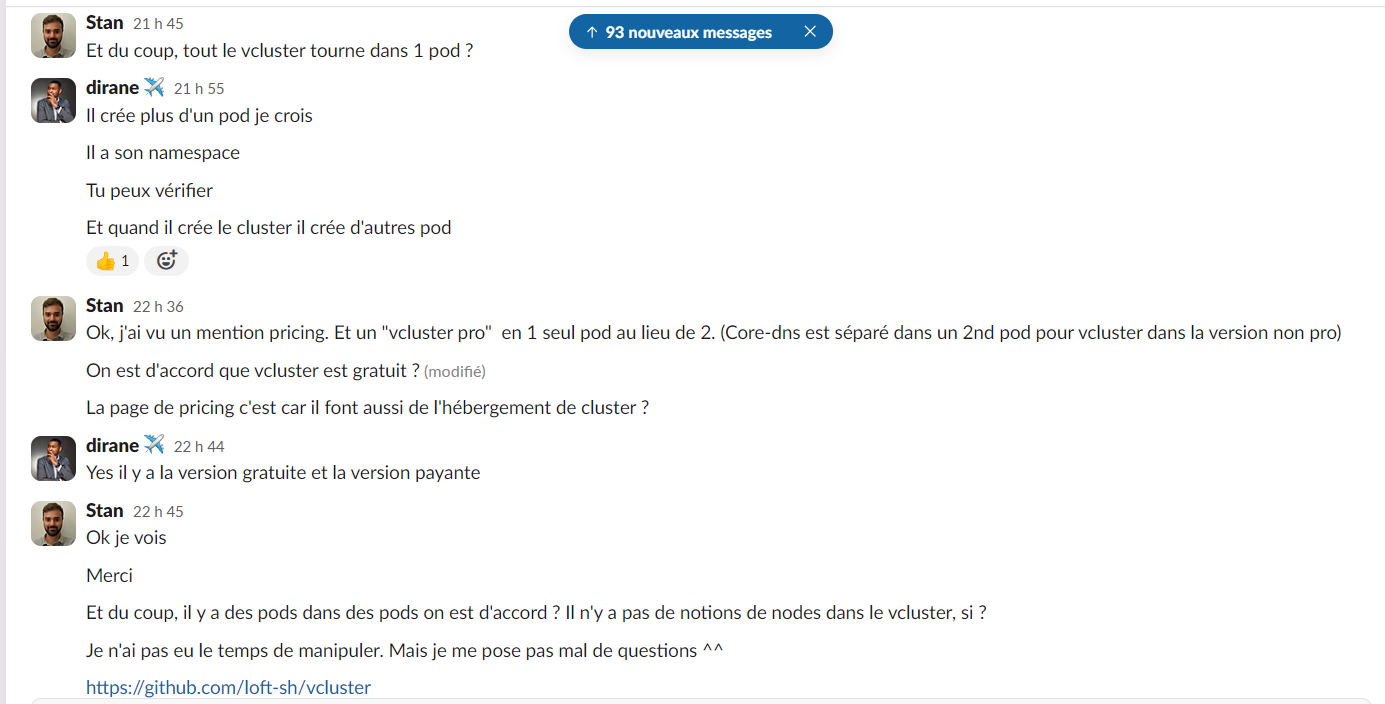 Stan 21 h 45
↑ 93 nouveaux messages ×
Et du coup, tout le vcluster tourne dans 1 pod ?
dirane ✈️ 21 h 55
Il crée plus d'un pod je crois
Il a son namespace
Tu peux vérifier
Et quand il crée le cluster il crée d'autres pod
👍 1
Stan 22 h 36
Ok, j'ai vu un mention pricing. Et un "vcluster pro" en 1 seul pod au lieu de 2. (Core-dns est séparé dans un 2nd pod pour vcluster dans la version non pro)
On est d'accord que vcluster est gratuit ? (modifié)
La page de pricing c'est car il font aussi de l'hébergement de cluster ?
dirane ✈️ 22 h 44
Yes il y a la version gratuite et la version payante
Stan 22 h 45
Ok je vois
Merci
Et du coup, il y a des pods dans des pods on est d'accord ? Il n'y a pas de notions de nodes dans le vcluster, si ?
Je n'ai pas eu le temps de manipuler. Mais je me pose pas mal de questions ^^
https://github.com/loft-sh/vcluster